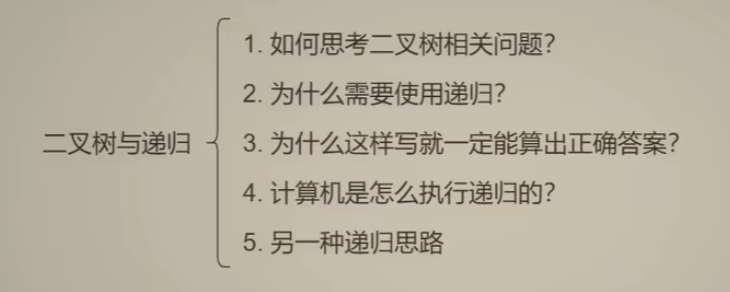 1. 如何思考二叉树相关问题?
2. 为什么需要使用递归?
二叉树与递归
3. 为什么这样写就一定能算出正确答案?
4. 计算机是怎么执行递归的?
5. 另一种递归思路